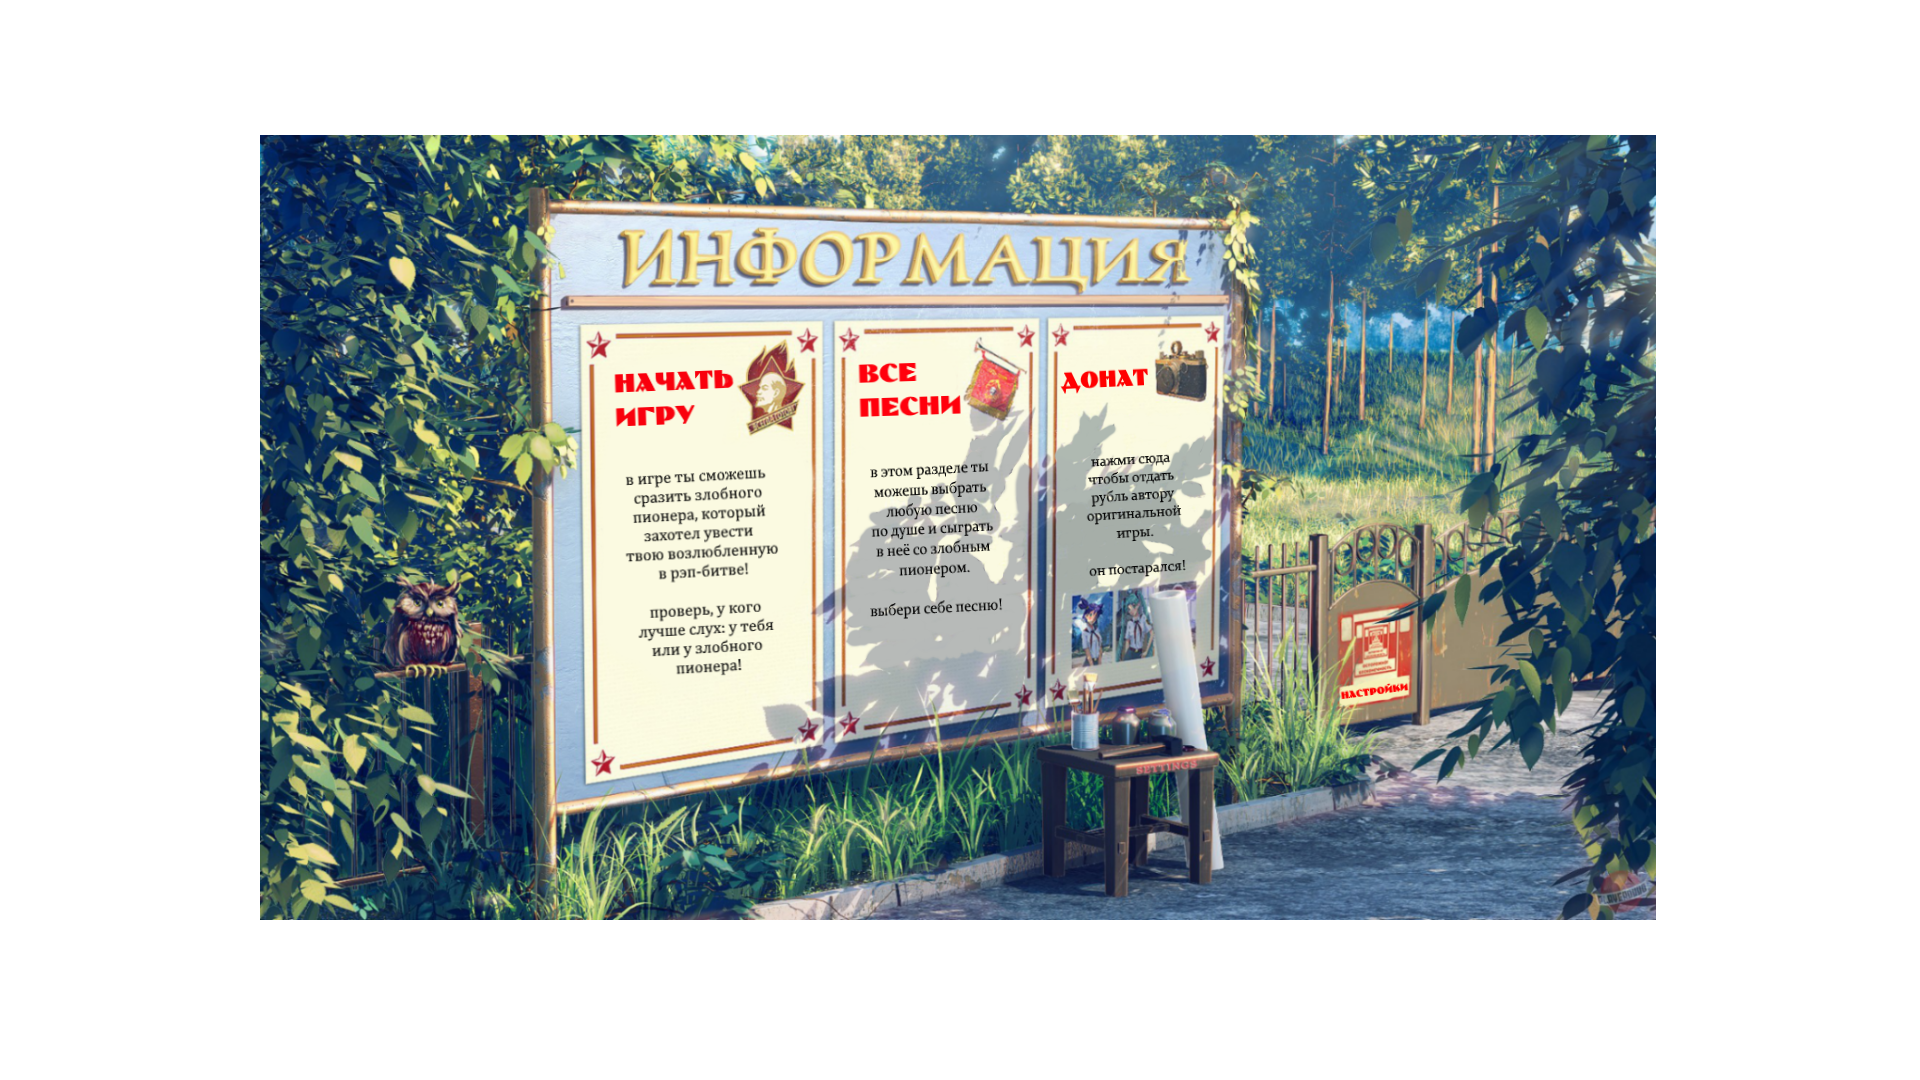 ИНФОРМАЦИЯ
НАЧАТЬ
ИГРУ
в игре ты сможешь
сразить злобного
пионера, который
захотел увести
твою возлюбленную
в рэп-битве!
проверь, у кого
лучше слух: у тебя
или у злобного
пионера!
ВСЕ
ПЕСНИ
в этом разделе ты
можешь выбрать
любую песню
по душе и сыграть
в неё со злобным
пионером.
выбери себе песню!
ДОНАТ
нажми сюда
чтобы отдать
рубль автору
оригинальной
игры.
он постарался!
SETTINGS
НАСТРОЙКИ